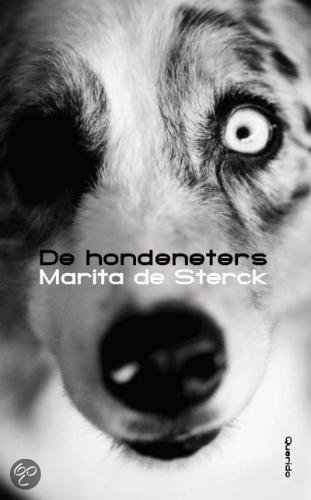 De hondeneters
Marita de Sterck
Querido